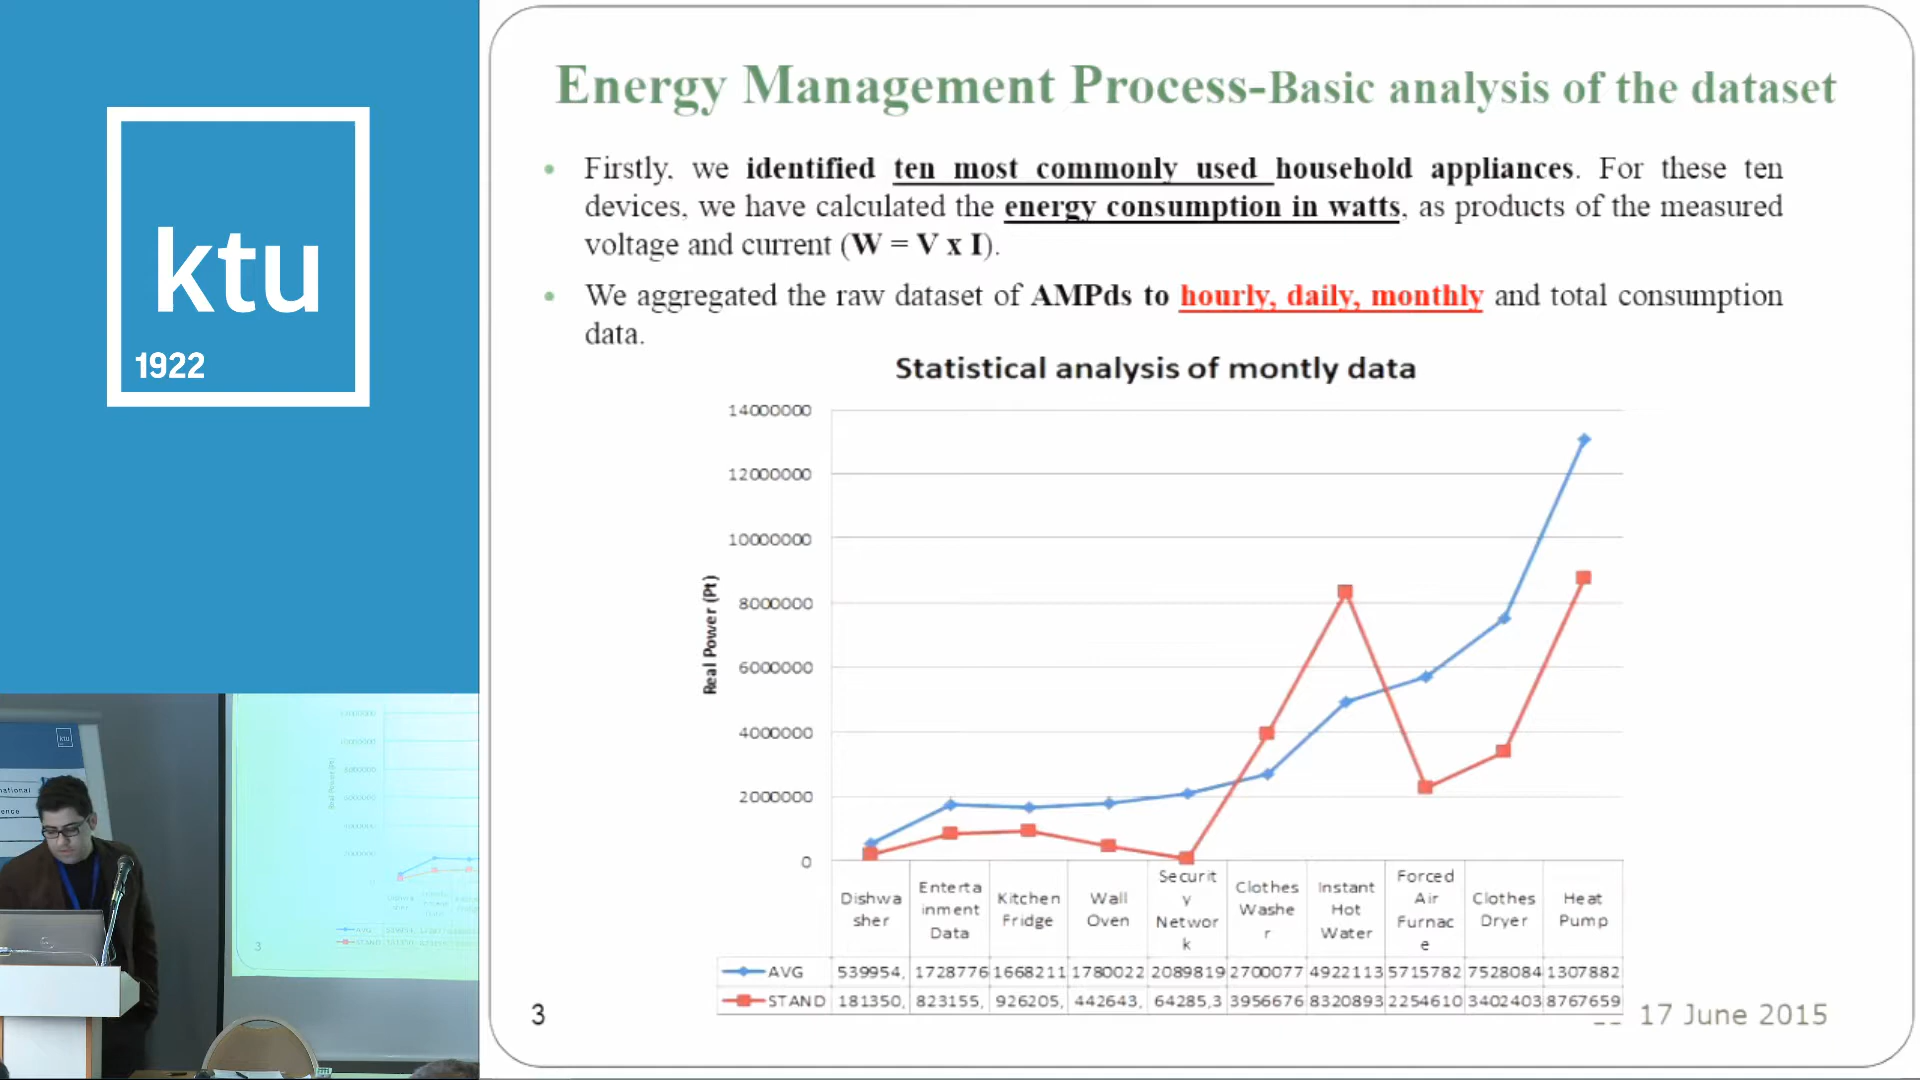 ktu
1922
Energy Management Process-Basic analysis of the dataset
Firstly, we identified ten most commonly used household appliances. For these ten
devices, we have calculated the energy consumption in watts, as products of the measured
voltage and current (W = V x I).
We aggregated the raw dataset of AMPds to hourly, daily, monthly and total consumption
data.
Statistical analysis of montly data
14000000
12000000
10000000
8000000
6000000
4000000
2000000
0
Real Power (Pt)
Dishwa
sher
Enterta
inment
Data
Kitchen
Fridge
Wall
Oven
Securit
y
Networ
k
Clothes
Washe
r
Instant
Hot
Water
Forced
Air
Furnac
e
Clothes
Dryer
Heat
Pump
AVG 539954, 1728776 1668211 1780022 2089819 2700077 4922113 5715782 7528084 1307882
STAND 181350, 823155, 926205, 442643, 64285,3 3956676 8320893 2254610 3402403 8767659
3
17 June 2015
ktu
3